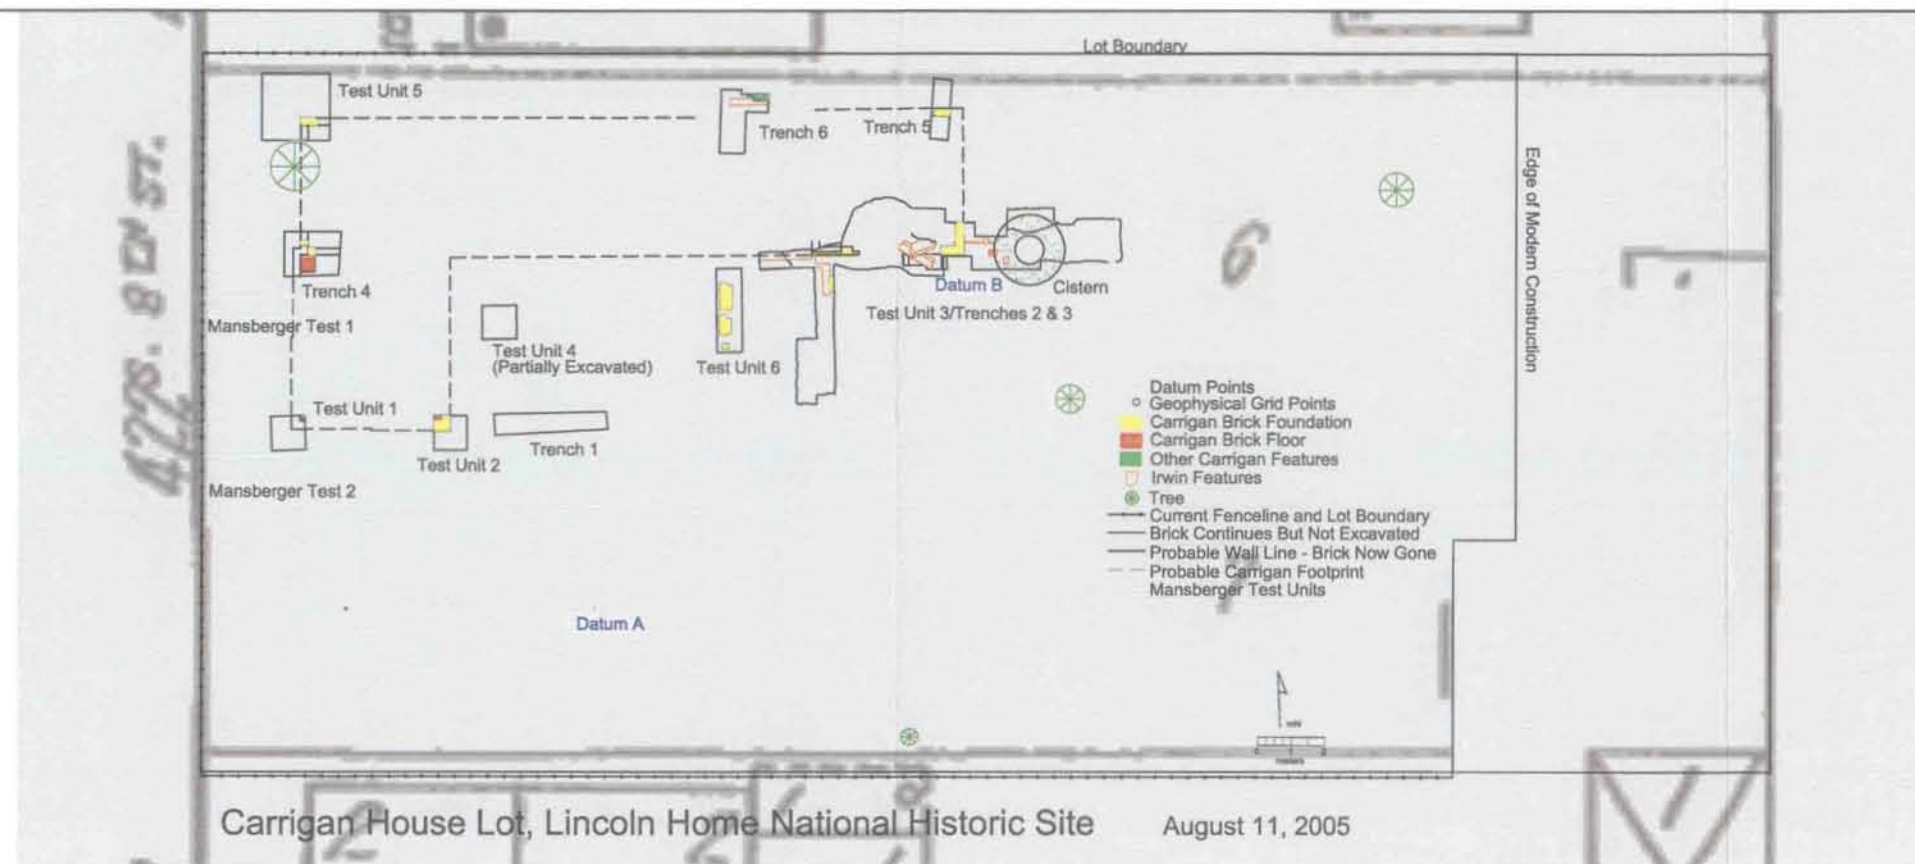 Lot Boundary
Test Unit 5
Trench 6
Trench 5
Edge of Modern Construction
8TH ST.
Trench 4
Datum B
Cistern
Test Unit 3/Trenches 2 & 3
Mansberger Test 1
Test Unit 4
(Partially Excavated)
Test Unit 6
Test Unit 1
Trench 1
Test Unit 2
Mansberger Test 2
Datum Points
Geophysical Grid Points
Carrigan Brick Foundation
Carrigan Brick Floor
Other Carrigan Features
Irwin Features
Tree
Current Fenceline and Lot Boundary
Brick Continues But Not Excavated
Probable Wall Line - Brick Now Gone
Probable Carrigan Footprint
Mansberger Test Units
Datum A
Carrigan House Lot, Lincoln Home National Historic Site
August 11, 2005